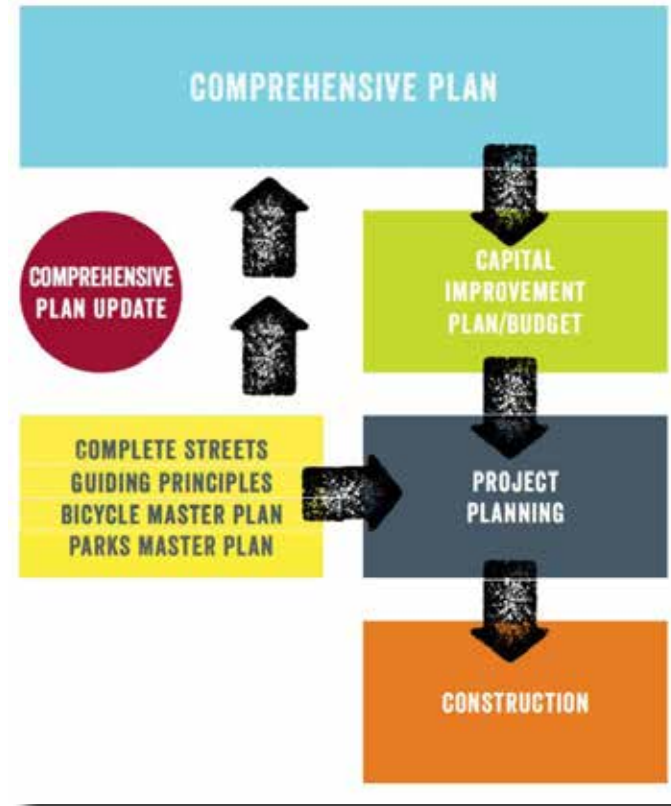 COMPREHENSIVE PLAN
COMPREHENSIVE
PLAN UPDATE
CAPITAL
IMPROVEMENT
PLAN/BUDGET
COMPLETE STREETS
GUIDING PRINCIPLES
BICYCLE MASTER PLAN
PARKS MASTER PLAN
PROJECT
PLANNING
CONSTRUCTION